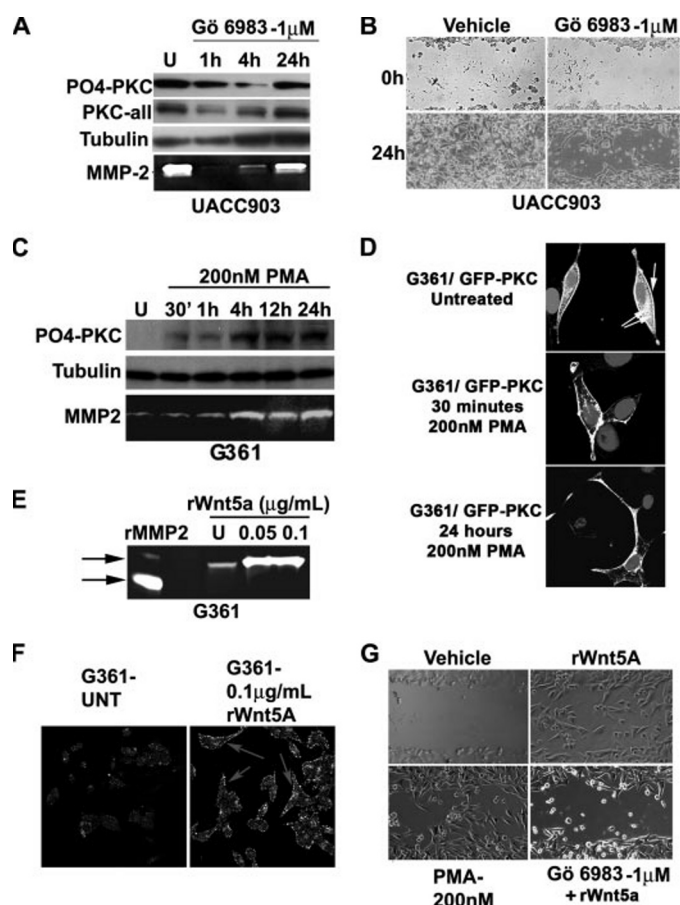 A
Gö 6983-1µM
U 1h 4h 24h
PO4-PKC
PKC-all
Tubulin
MMP-2
UACC903
B
Vehicle Gö 6983-1µM
0h
24h
UACC903
C
200nM PMA
U 30' 1h 4h 12h 24h
PO4-PKC
Tubulin
MMP2
G361
D
G361/ GFP-PKC
Untreated
G361/ GFP-PKC
30 minutes
200nM PMA
G361/ GFP-PKC
24 hours
200nM PMA
E
rWnt5a (µg/mL)
rMMP2 U 0.05 0.1
G361
F
G361-
UNT
G361-
0.1µg/mL
rWnt5A
G
Vehicle rWnt5A
PMA-
200nM
Gö 6983-1µM
+ rWnt5a